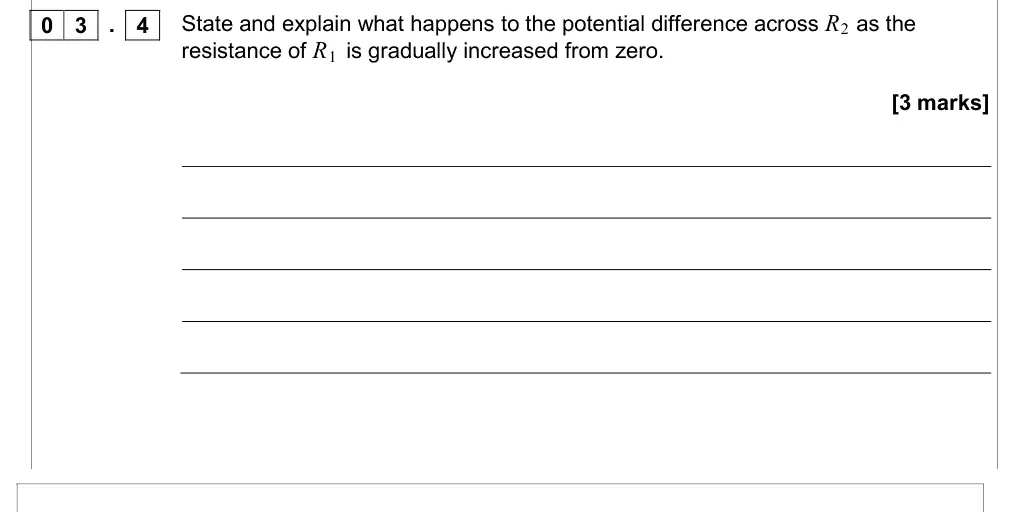 0 3 . 4 State and explain what happens to the potential difference across R₂ as the
resistance of R₁ is gradually increased from zero.
[3 marks]